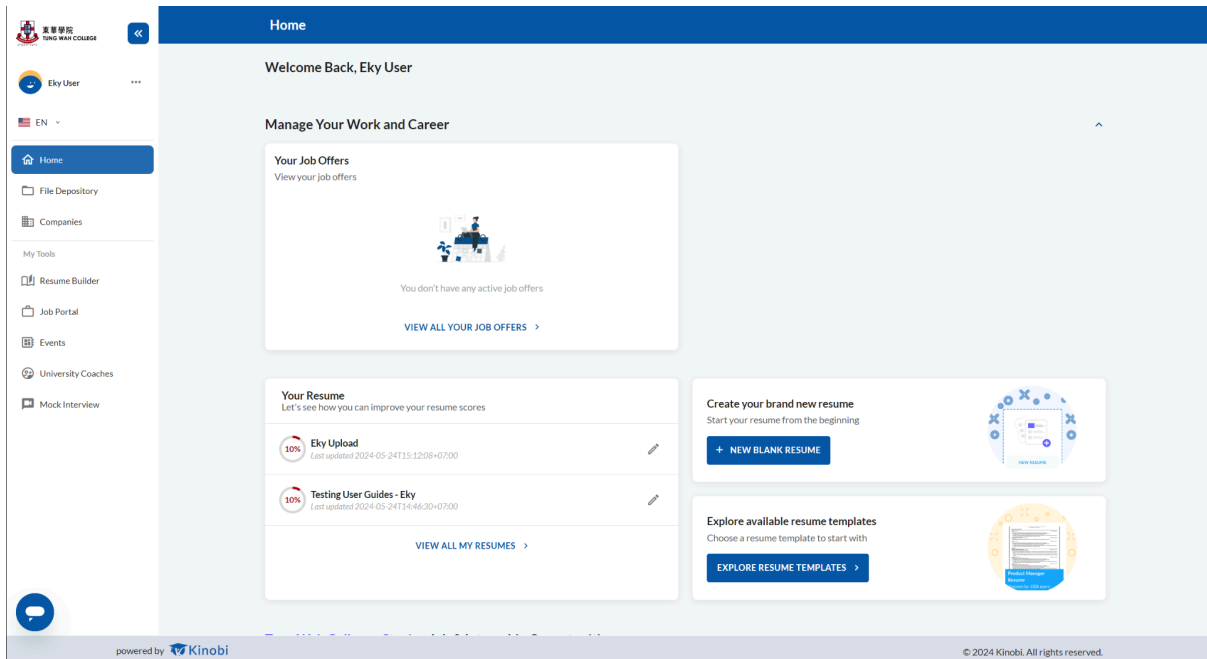 東華學院
TUNG WAH COLLEGE
Eky User
EN
Home
File Depository
Companies
My Tools
Resume Builder
Job Portal
Events
University Coaches
Mock Interview
Home
Welcome Back, Eky User
Manage Your Work and Career
Your Job Offers
View your job offers
You don't have any active job offers
VIEW ALL YOUR JOB OFFERS
Your Resume
Let's see how you can improve your resume scores
10%
Eky Upload
Last updated 2024-05-24T15:12:08+07:00
10%
Testing User Guides - Eky
Last updated 2024-05-24T14:46:30+07:00
VIEW ALL MY RESUMES
Create your brand new resume
Start your resume from the beginning
+ NEW BLANK RESUME
NEW RESUME
Explore available resume templates
Choose a resume template to start with
EXPLORE RESUME TEMPLATES
Product Manager
Resume
powered by Kinobi
© 2024 Kinobi. All rights reserved.